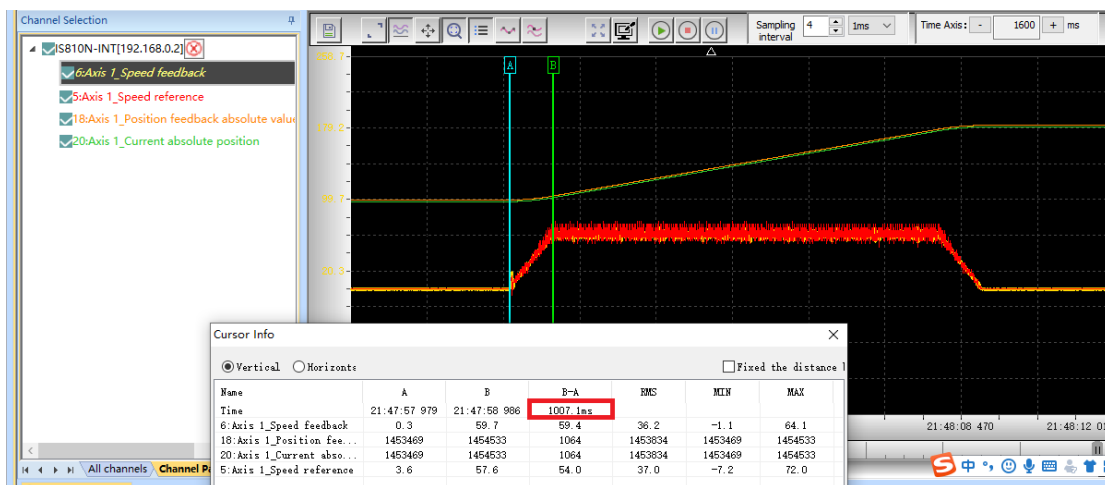 Channel Selection
IS810N-INT[192.168.0.2]
6:Axis 1_Speed feedback
5:Axis 1_Speed reference
18:Axis 1_Position feedback absolute valu
20:Axis 1_Current absolute position
All channels
Channel Pa
Sampling interval 4 1ms
Time Axis: - 1600 + ms
A
B
21:48:08 470
21:48:12 0
Cursor Info
Vertical Horizonte
Fixed the distance
Name A B B-A RMS MIN MAX
Time 21:47:57 979 21:47:58 986 1007.1ms
6:Axis 1_Speed feedback 0.3 59.7 59.4 36.2 -1.1 64.1
18:Axis 1_Position fee... 1453469 1454533 1064 1453834 1453469 1454533
20:Axis 1_Current abso... 1453469 1454533 1064 1453834 1453469 1454533
5:Axis 1_Speed reference 3.6 57.6 54.0 37.0 -7.2 72.0
中